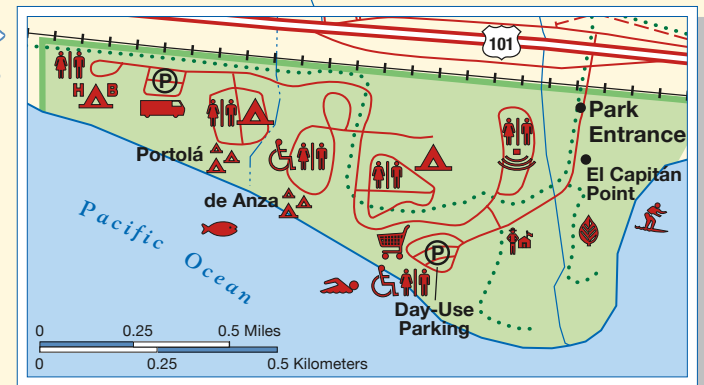 101
P
H B
Park
Entrance
Portolá
El Capitán
Point
de Anza
Pacific Ocean
P
Day-Use
Parking
0 0.25 0.5 Miles
0 0.25 0.5 Kilometers